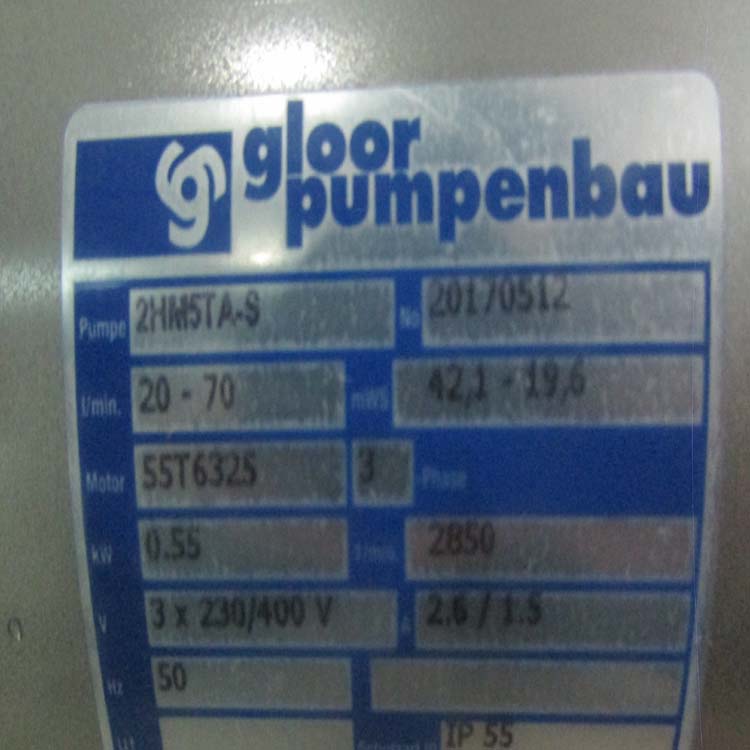 gloor
pumpenbau
Pumpe 2HM5TA-S No 20170512
l/min. 20 - 70 mWS 42,1 - 19,6
Motor 55T6325 3 Phase
kW 0.55 1/min. 2850
V 3 x 230/400 V A 2.6 / 1.5
Hz 50
IP 55